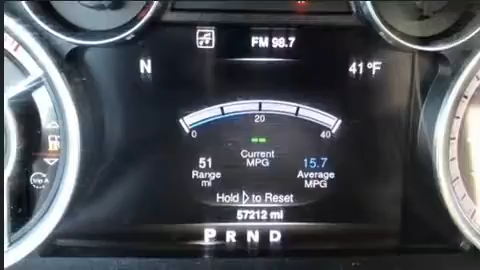 FM 98.7
N
41°F
0
20
40
--
51
Range
mi
Current
MPG
15.7
Average
MPG
Hold ▷ to Reset
57212 mi
P R N D
Trip A